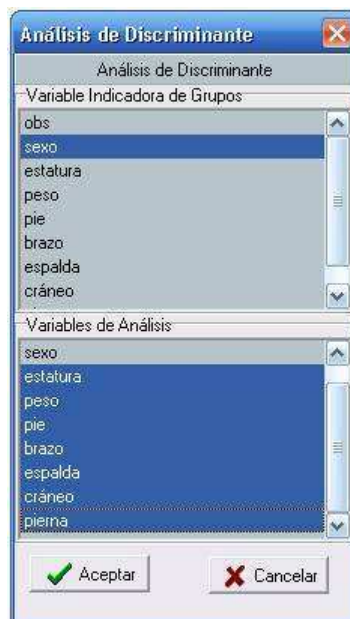 Análisis de Discriminante
Análisis de Discriminante
Variable Indicadora de Grupos
obs
sexo
estatura
peso
pie
brazo
espalda
cráneo
Variables de Análisis
sexo
estatura
peso
pie
brazo
espalda
cráneo
pierna
Aceptar
Cancelar